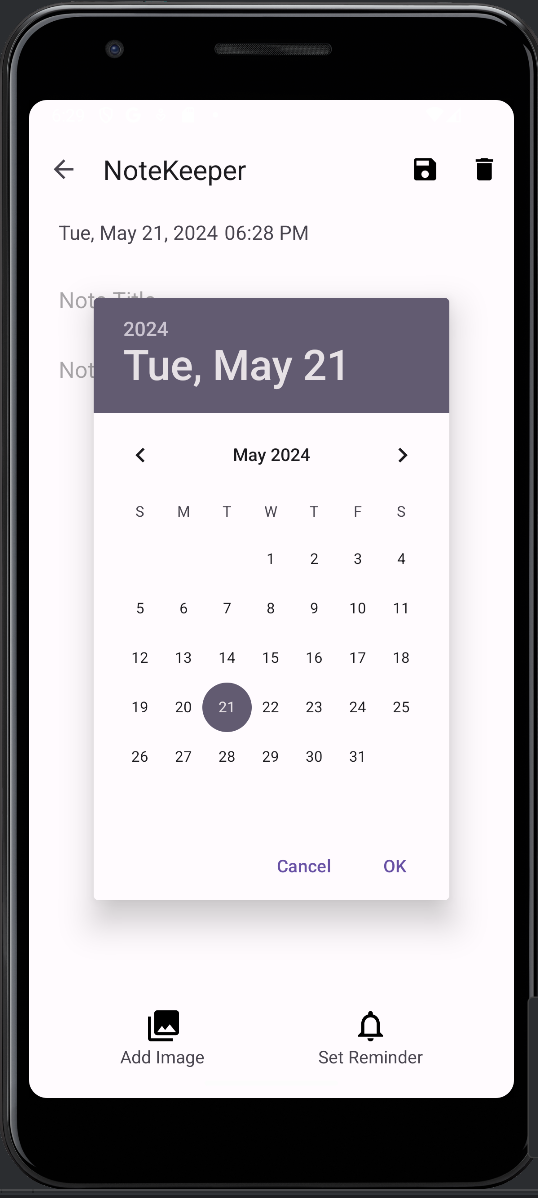 NoteKeeper
Tue, May 21, 2024 06:28 PM
Note Title
Not
2024
Tue, May 21
May 2024
S M T W T F S
1 2 3 4
5 6 7 8 9 10 11
12 13 14 15 16 17 18
19 20 21 22 23 24 25
26 27 28 29 30 31
Cancel OK
Add Image Set Reminder